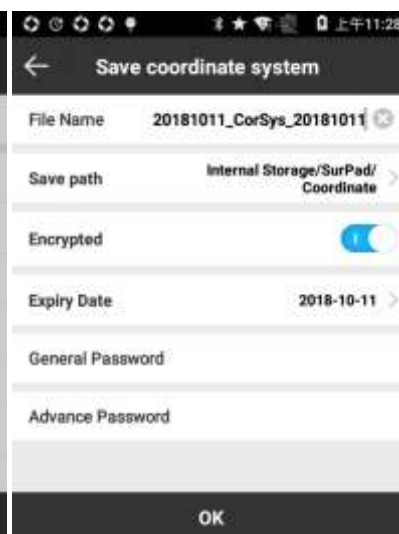 上午11:28
Save coordinate system
File Name 20181011_CorSys_20181011
Save path Internal Storage/SurPad/
Coordinate
Encrypted
Expiry Date 2018-10-11
General Password
Advance Password
OK